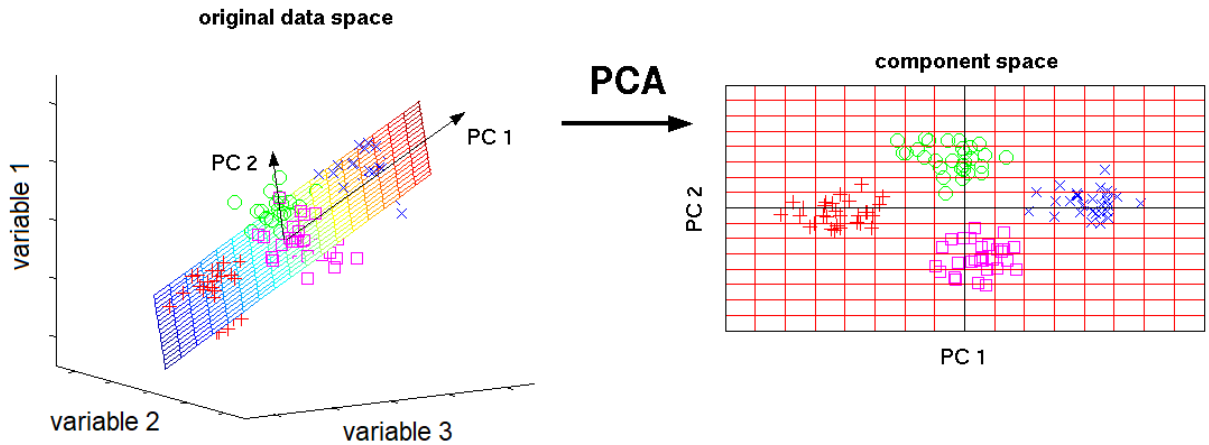 original data space
PC 1
PC 2
variable 1
variable 2
variable 3
PCA
component space
PC 2
PC 1